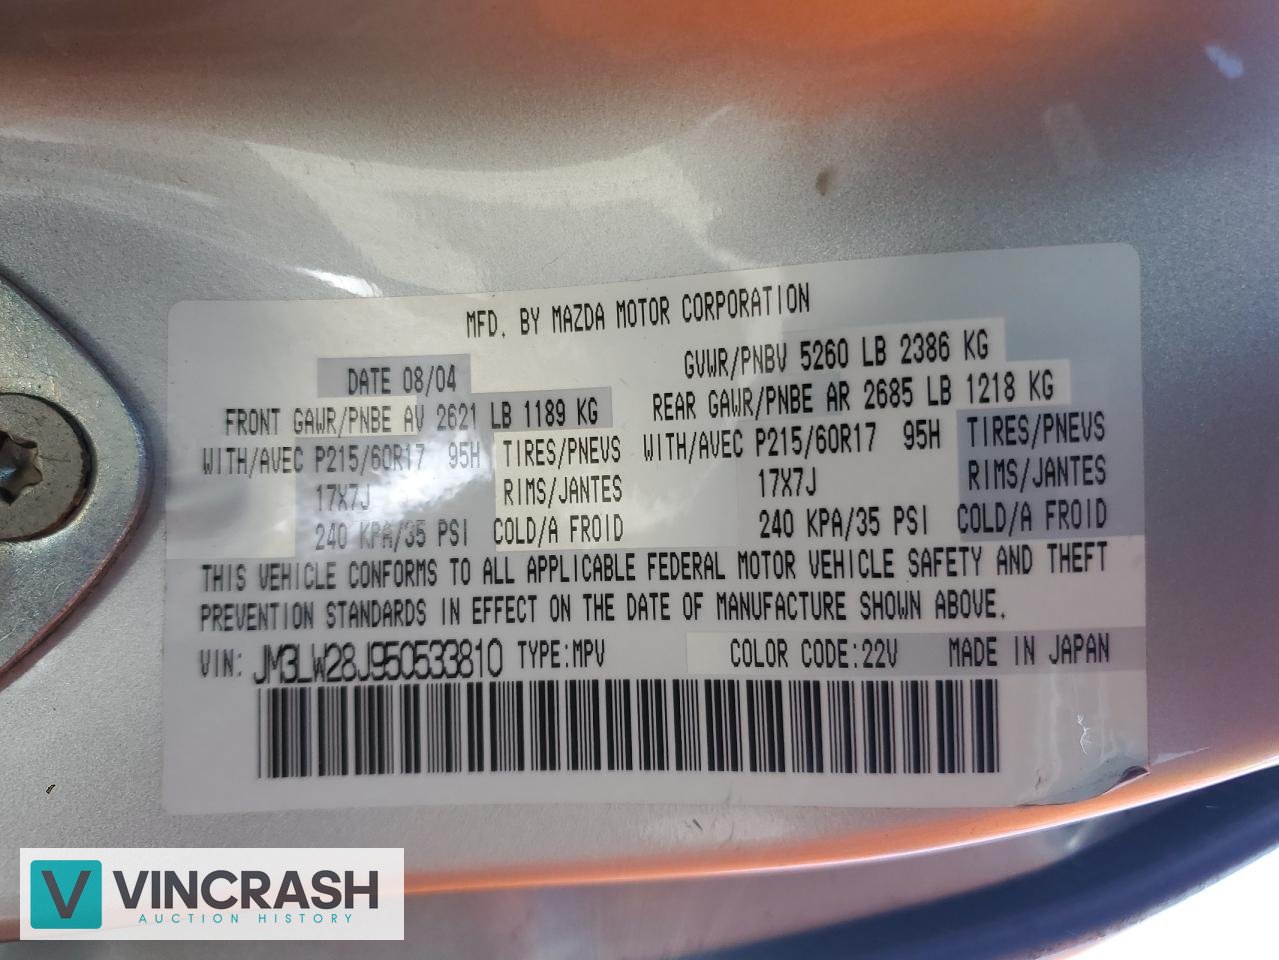 MFD. BY MAZDA MOTOR CORPORATION
DATE 08/04 GVWR/PNBV 5260 LB 2386 KG
FRONT GAWR/PNBE AV 2621 LB 1189 KG REAR GAWR/PNBE AR 2685 LB 1218 KG
WITH/AVEC P215/60R17 95H TIRES/PNEVS WITH/AVEC P215/60R17 95H TIRES/PNEVS
17X7J RIMS/JANTES 17X7J RIMS/JANTES
240 KPA/35 PSI COLD/A FROID 240 KPA/35 PSI COLD/A FROID
THIS VEHICLE CONFORMS TO ALL APPLICABLE FEDERAL MOTOR VEHICLE SAFETY AND THEFT
PREVENTION STANDARDS IN EFFECT ON THE DATE OF MANUFACTURE SHOWN ABOVE.
VIN: JM3LW28J950533810 TYPE:MPV COLOR CODE:22V MADE IN JAPAN
V VINCRASH
AUCTION HISTORY